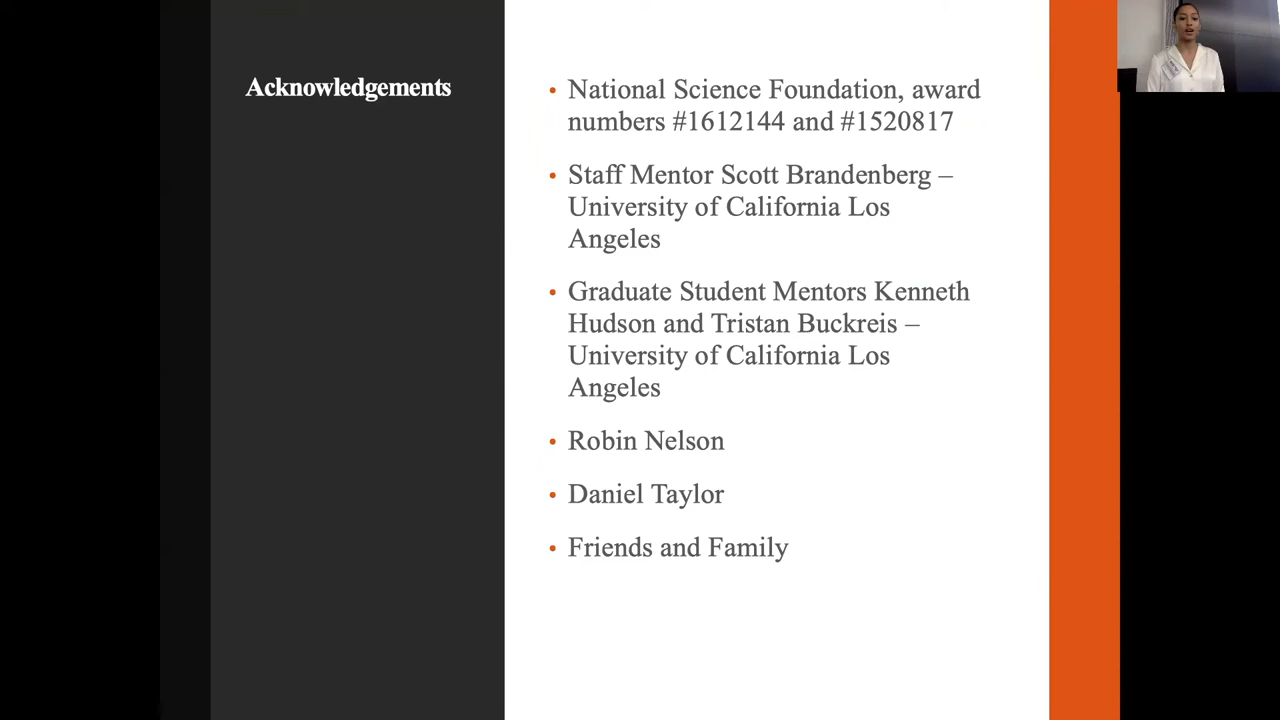 Acknowledgements
• National Science Foundation, award
numbers #1612144 and #1520817
• Staff Mentor Scott Brandenberg –
University of California Los
Angeles
• Graduate Student Mentors Kenneth
Hudson and Tristan Buckreis –
University of California Los
Angeles
• Robin Nelson
• Daniel Taylor
• Friends and Family